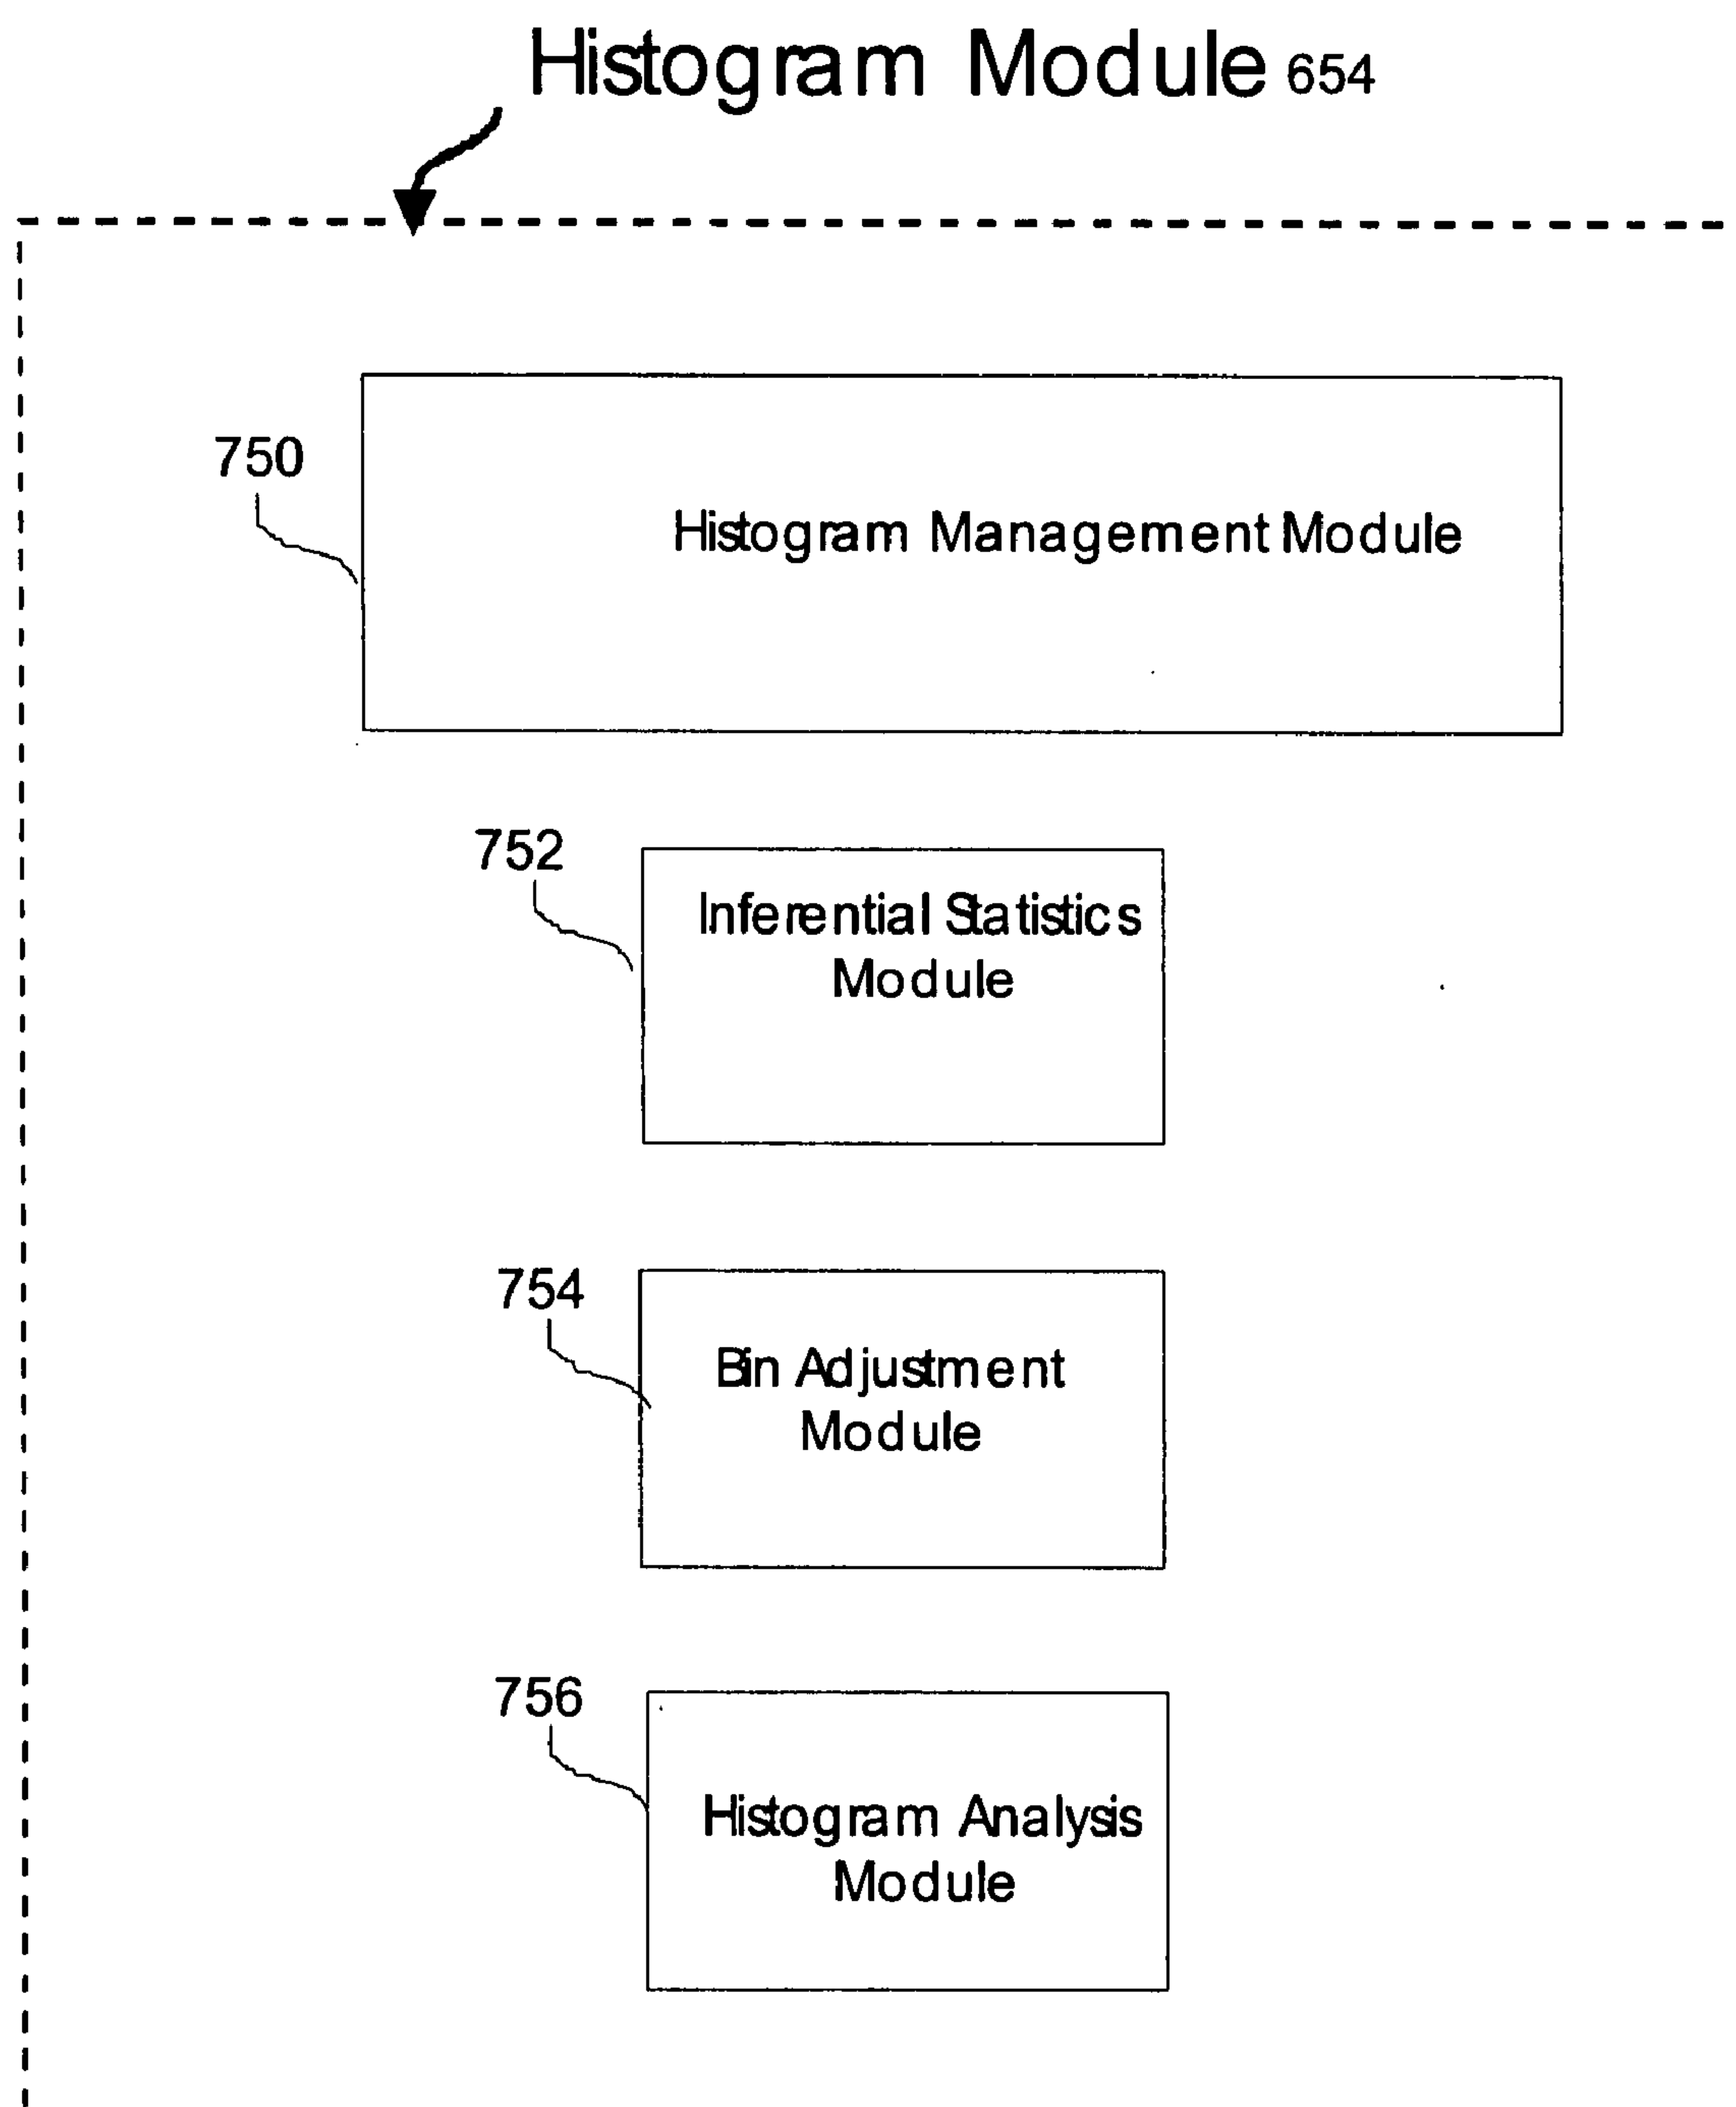 Histogram Module 654
750
Histogram Management Module
752
Inferential Statistics
Module
754
Bin Adjustment
Module
756
Histogram Analysis
Module